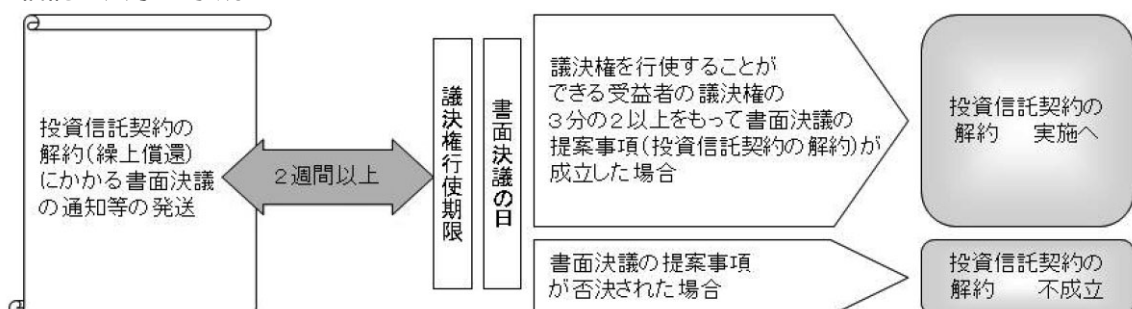 投資信託契約の
解約(繰上償還)
にかかる書面決議
の通知等の発送
2週間以上
議決権行使期限
書面決議の日
議決権を行使することが
できる受益者の議決権の
3分の2以上をもって書面決議の
提案事項(投資信託契約の解約)が
成立した場合
投資信託契約の
解約 実施へ
書面決議の提案事項
が否決された場合
投資信託契約の
解約 不成立